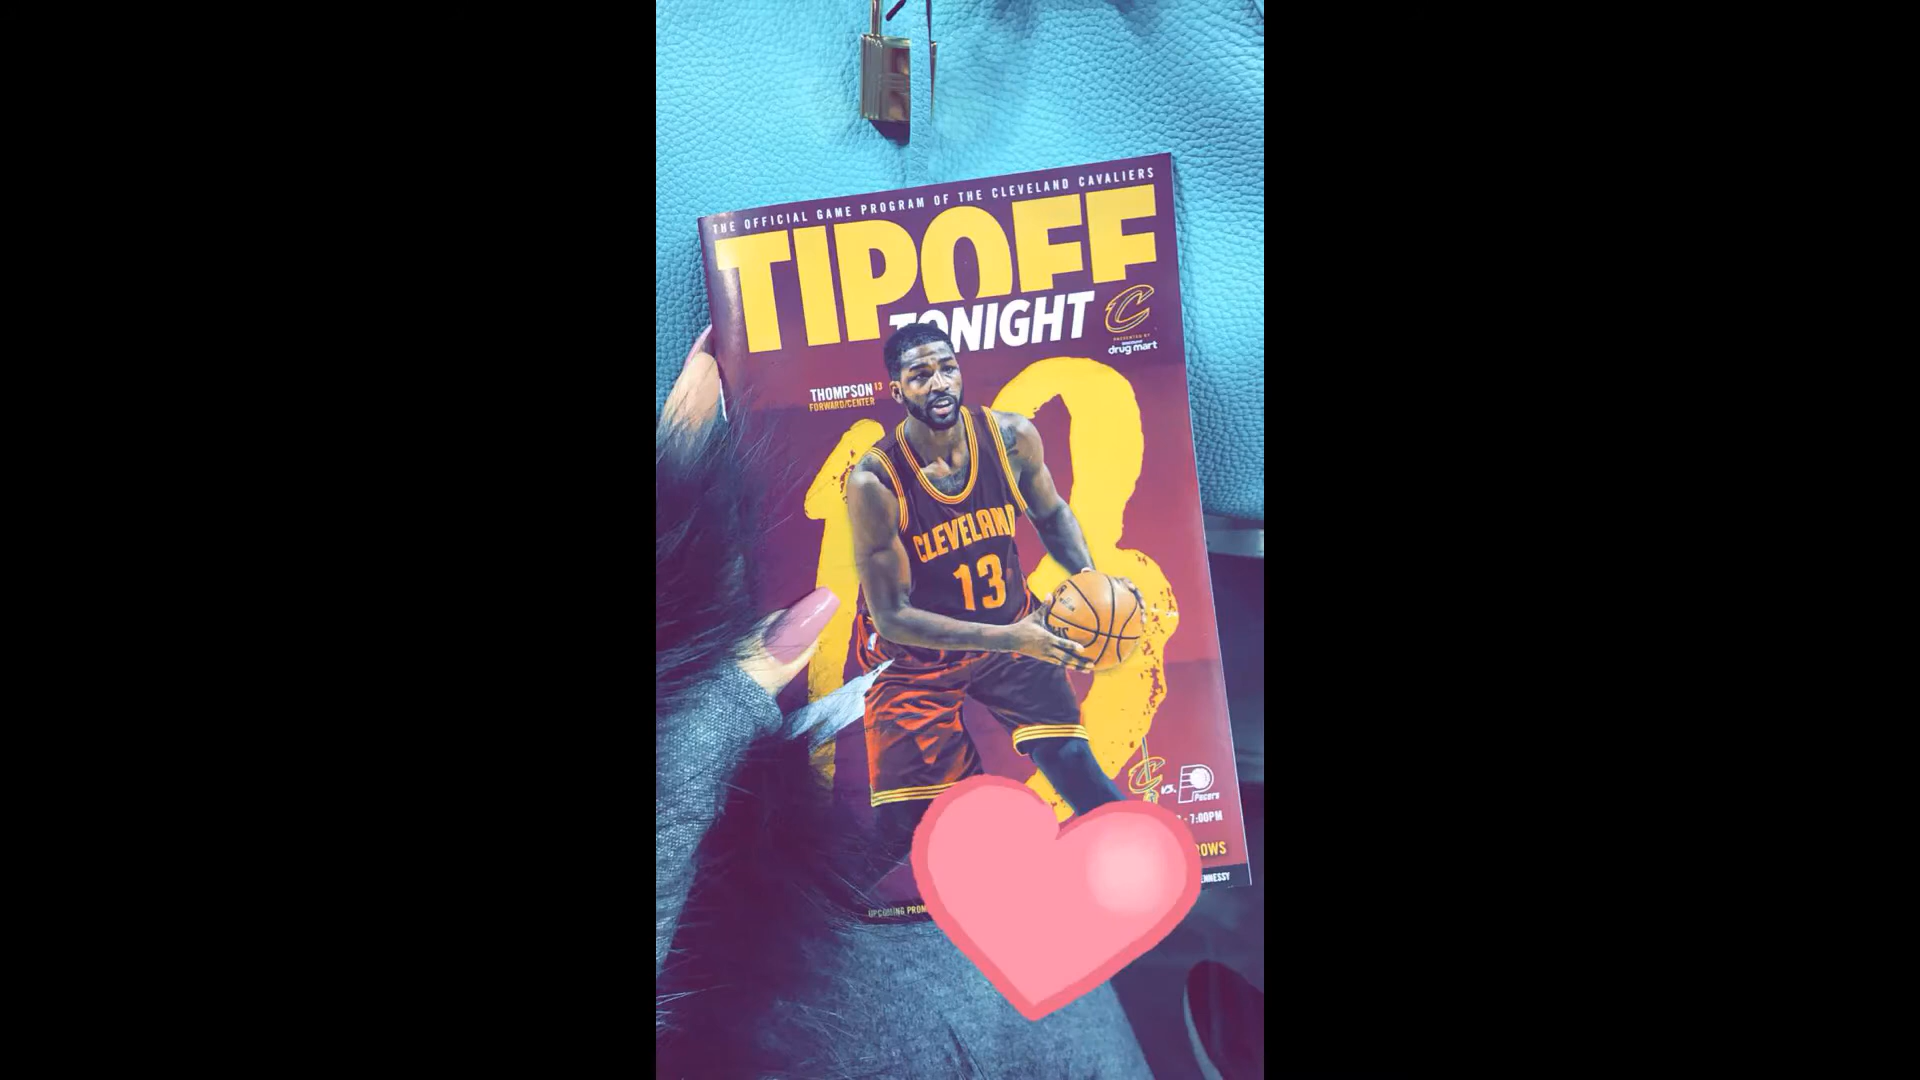 THE OFFICIAL GAME PROGRAM OF THE CLEVELAND CAVALIERS
TIPOFF
TONIGHT
PRESENTED BY
drug mart
THOMPSON 13
FORWARD/CENTER
CLEVELAND
13
VS.
Pacers
- 7:00PM
UPCOMING